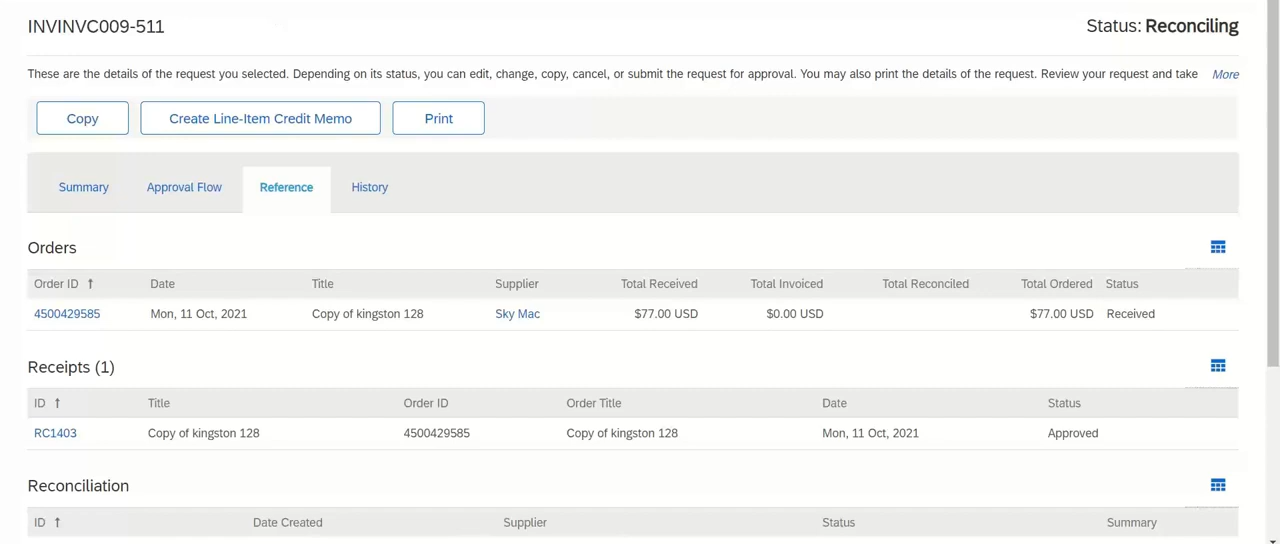 INVINVC009-511 Status: Reconciling
These are the details of the request you selected. Depending on its status, you can edit, change, copy, cancel, or submit the request for approval. You may also print the details of the request. Review your request and take More
Copy Create Line-Item Credit Memo Print
Summary Approval Flow Reference History
Orders
Order ID ↑ Date Title Supplier Total Received Total Invoiced Total Reconciled Total Ordered Status
4500429585 Mon, 11 Oct, 2021 Copy of kingston 128 Sky Mac $77.00 USD $0.00 USD $77.00 USD Received
Receipts (1)
ID ↑ Title Order ID Order Title Date Status
RC1403 Copy of kingston 128 4500429585 Copy of kingston 128 Mon, 11 Oct, 2021 Approved
Reconciliation
ID ↑ Date Created Supplier Status Summary